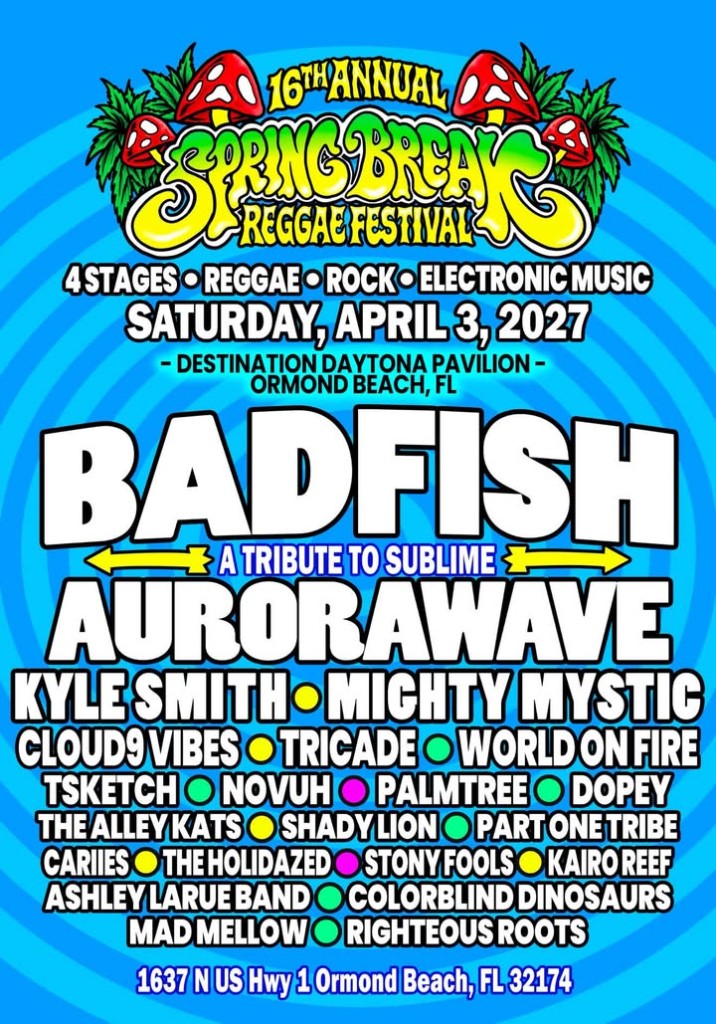 16TH ANNUAL
SPRING BREAK
REGGAE FESTIVAL
4 STAGES • REGGAE • ROCK • ELECTRONIC MUSIC
SATURDAY, APRIL 3, 2027
- DESTINATION DAYTONA PAVILION -
ORMOND BEACH, FL
BADFISH
A TRIBUTE TO SUBLIME
AURORAWAVE
KYLE SMITH • MIGHTY MYSTIC
CLOUD9 VIBES • TRICADE • WORLD ON FIRE
TSKETCH • NOVUH • PALMTREE • DOPEY
THE ALLEY KATS • SHADY LION • PART ONE TRIBE
CARIIES • THE HOLIDAZED • STONY FOOLS • KAIRO REEF
ASHLEY LARUE BAND • COLORBLIND DINOSAURS
MAD MELLOW • RIGHTEOUS ROOTS
1637 N US Hwy 1 Ormond Beach, FL 32174